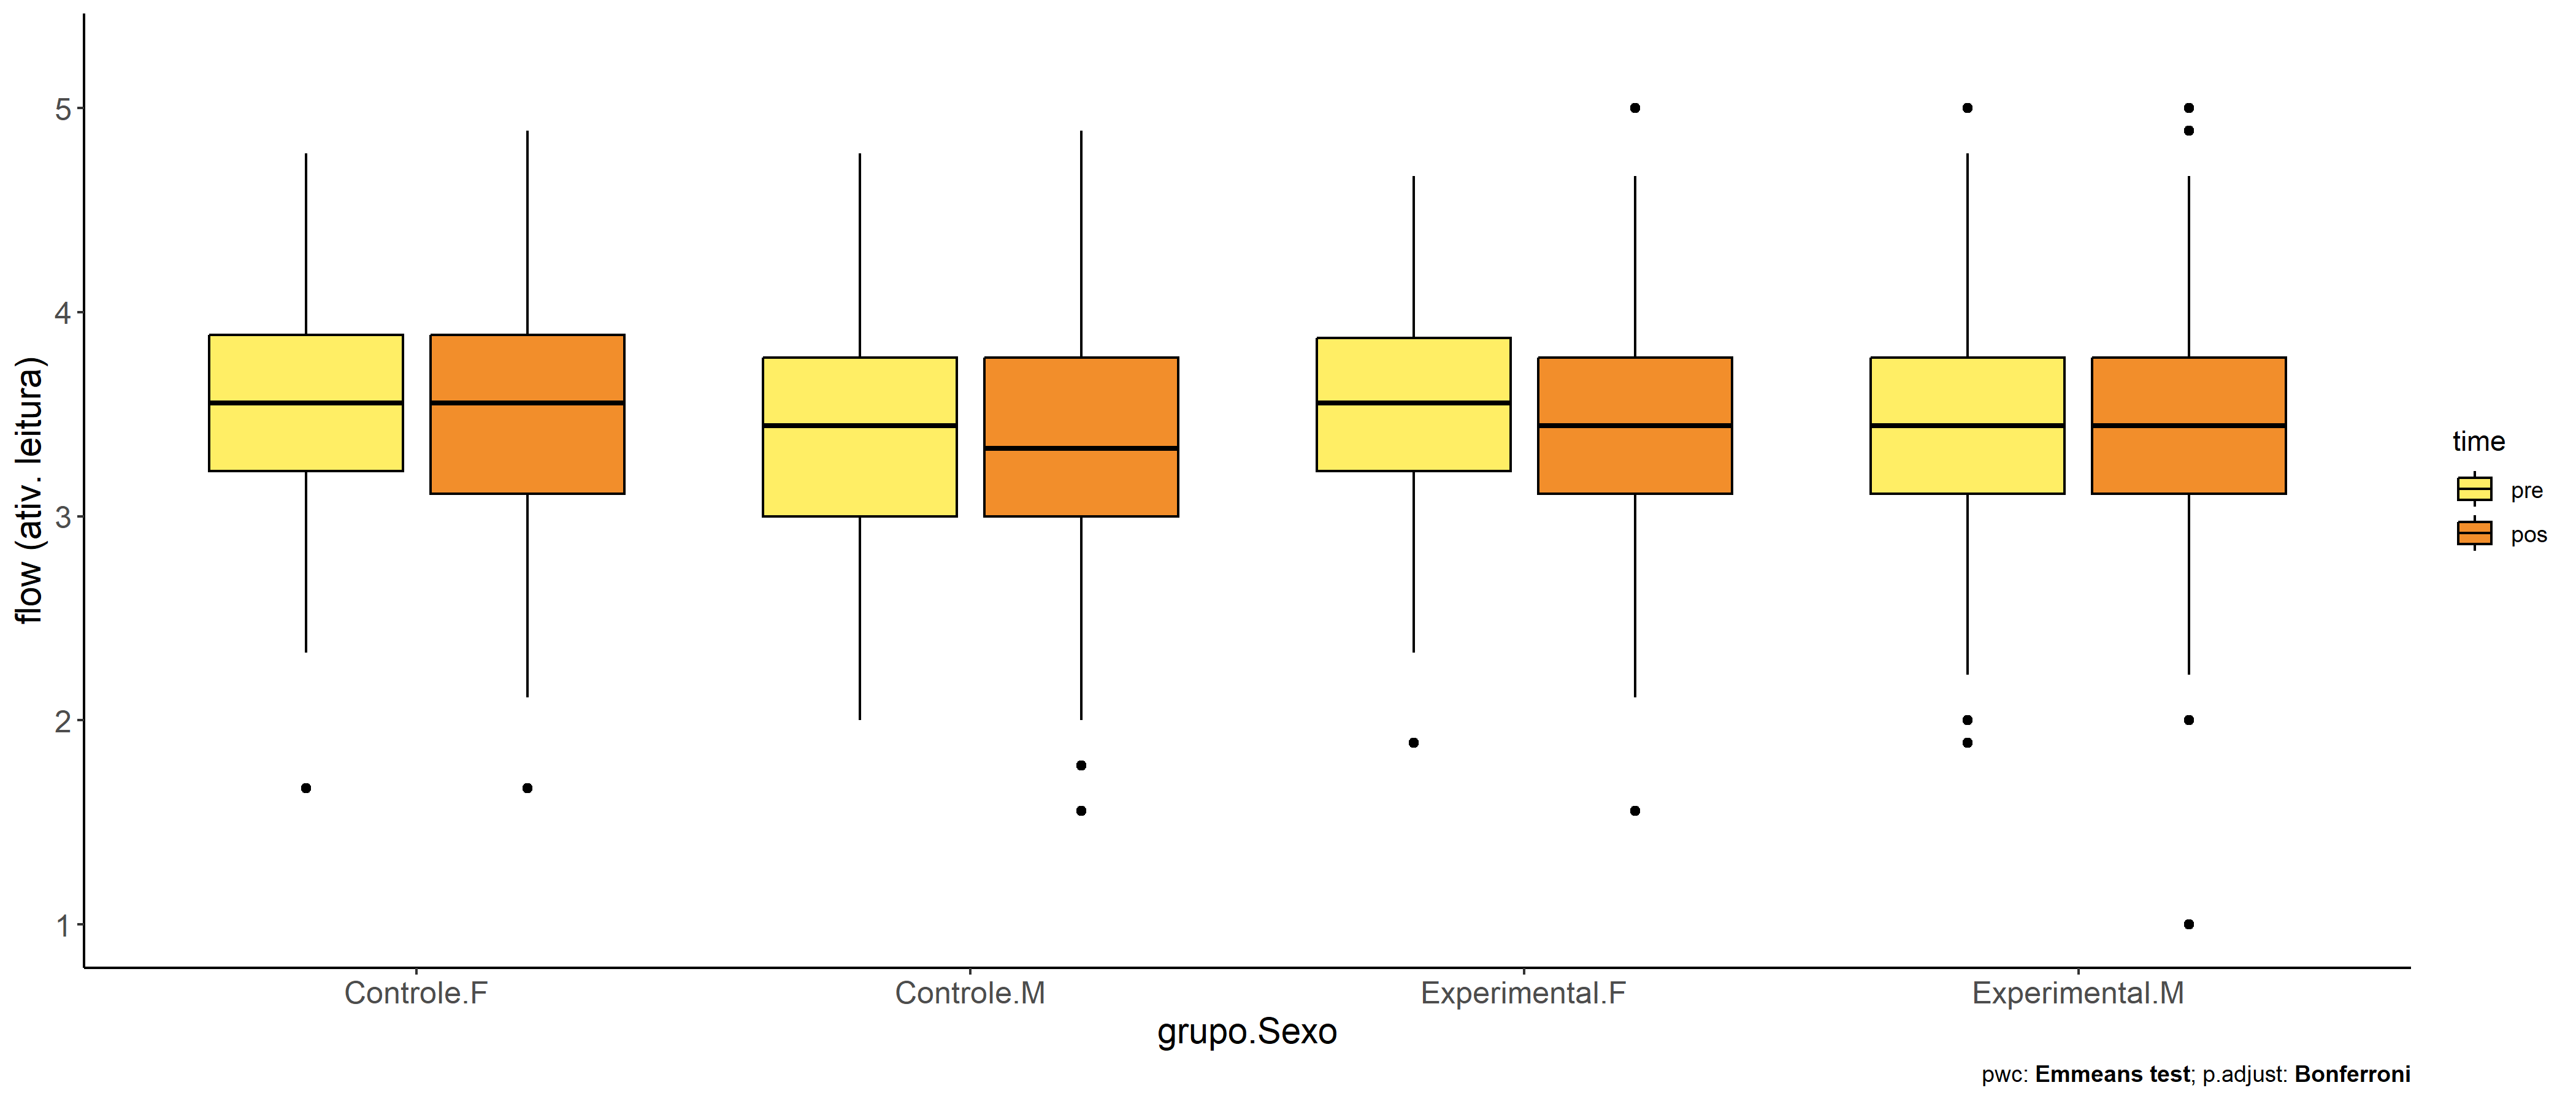 flow (ativ. leitura)
5
4
3
2
1
Controle.F
Controle.M
Experimental.F
Experimental.M
grupo.Sexo
time
pre
pos
pwc: Emmeans test; p.adjust: Bonferroni